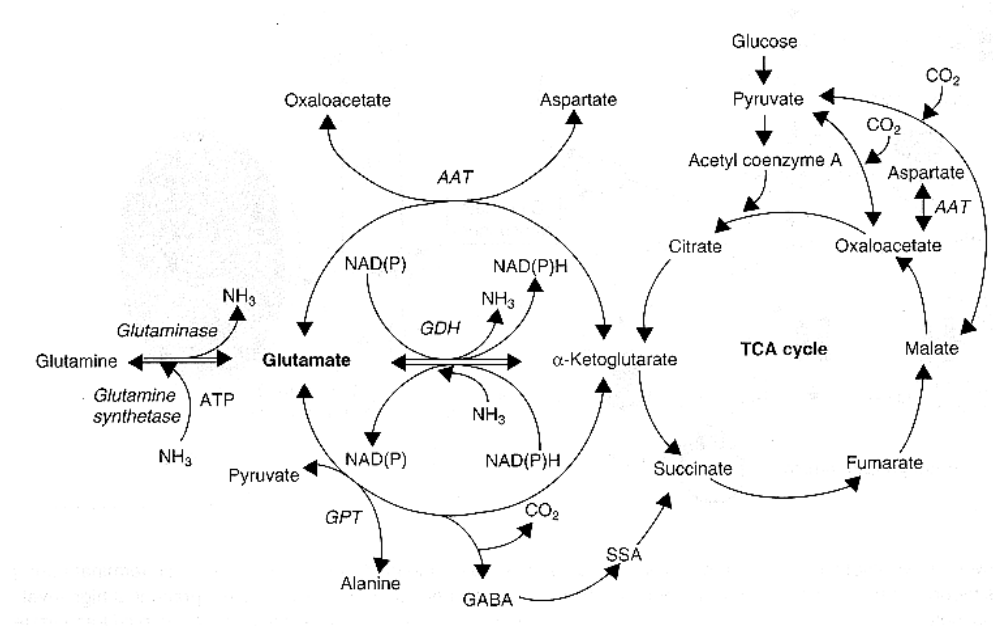 Glucose
CO2
Oxaloacetate
Aspartate
Pyruvate
CO2
Acetyl coenzyme A
Aspartate
AAT
AAT
Citrate
Oxaloacetate
NAD(P)
NAD(P)H
NH3
NH3
Glutaminase
GDH
Glutamine
Glutamate
α-Ketoglutarate
TCA cycle
Malate
Glutamine
synthetase
ATP
NH3
NH3
NAD(P)
NAD(P)H
Pyruvate
Succinate
Fumarate
GPT
CO2
SSA
Alanine
GABA